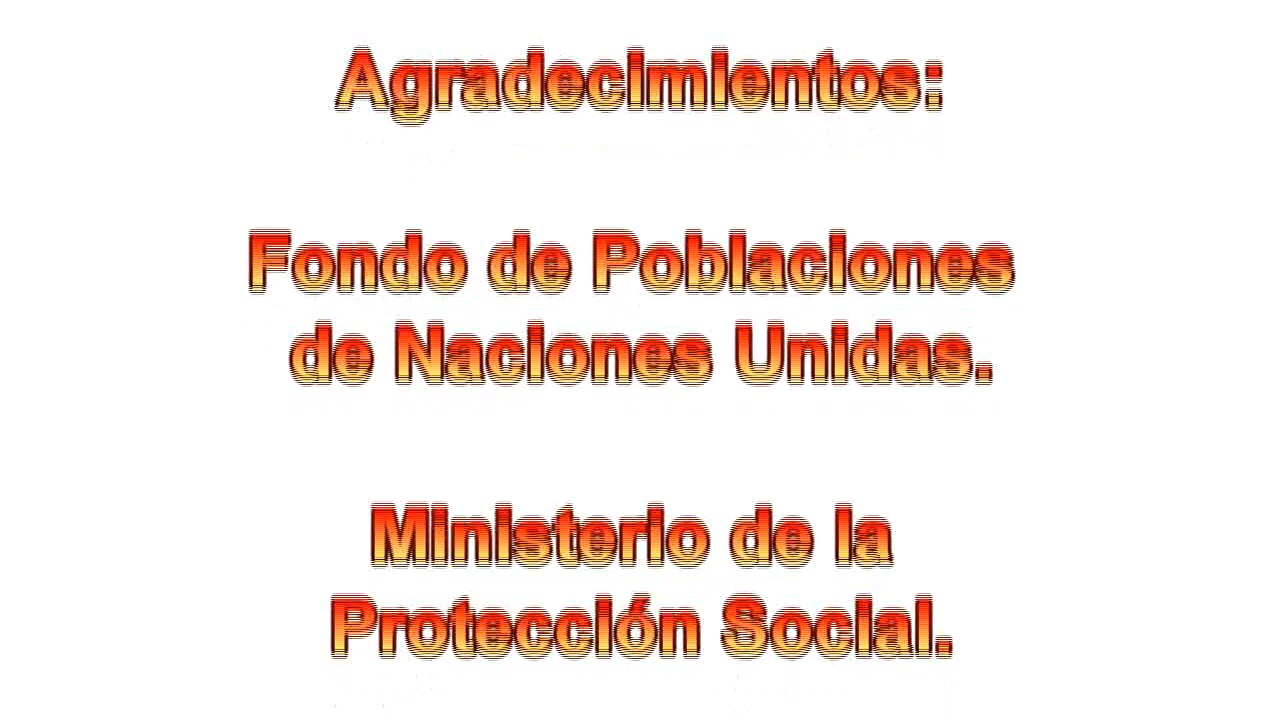 Agradecimientos:
Fondo de Poblaciones
de Naciones Unidas.
Ministerio de la
Protección Social.